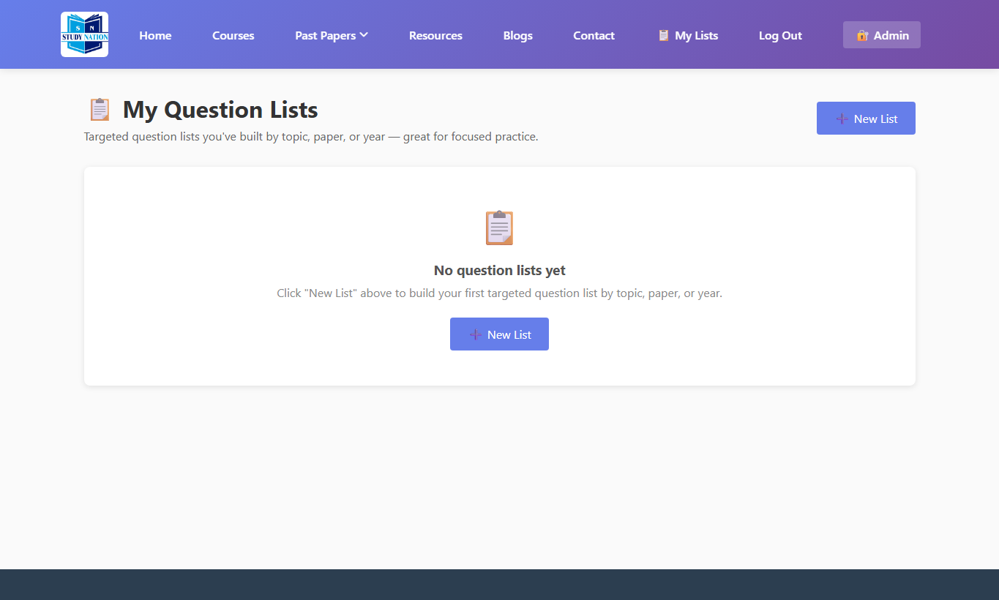 S N
STUDY NATION
Home
Courses
Past Papers
Resources
Blogs
Contact
My Lists
Log Out
Admin
My Question Lists
New List
Targeted question lists you've built by topic, paper, or year — great for focused practice.
No question lists yet
Click "New List" above to build your first targeted question list by topic, paper, or year.
New List